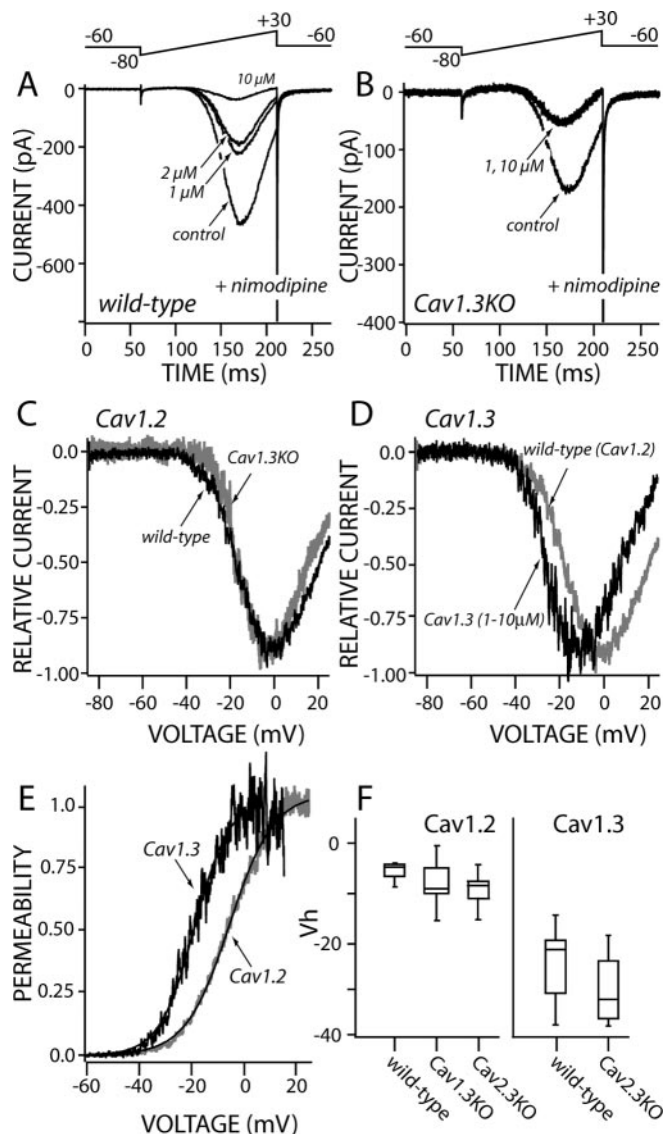 -60 +30 -60
-80
-60 +30 -60
-80
A
10 µM
2 µM
1 µM
control
+ nimodipine
wild-type
CURRENT (pA)
0
-200
-400
-600
0 50 100 150 200 250
TIME (ms)
B
1, 10 µM
control
+ nimodipine
Cav1.3KO
CURRENT (pA)
0
-100
-200
-300
-400
0 50 100 150 200 250
TIME (ms)
C
Cav1.2
Cav1.3KO
wild-type
RELATIVE CURRENT
0.0
-0.25
-0.50
-0.75
-1.00
-80 -60 -40 -20 0 20
VOLTAGE (mV)
D
Cav1.3
wild-type (Cav1.2)
Cav1.3 (1-10µM)
RELATIVE CURRENT
0.0
-0.25
-0.50
-0.75
-1.00
-80 -60 -40 -20 0 20
VOLTAGE (mV)
E
Cav1.3
Cav1.2
PERMEABILITY
1.0
0.75
0.50
0.25
0.0
-60 -40 -20 0 20
VOLTAGE (mV)
F
Cav1.2
Cav1.3
Vh
0
-20
-40
wild-type
Cav1.3KO
Cav2.3KO
wild-type
Cav2.3KO